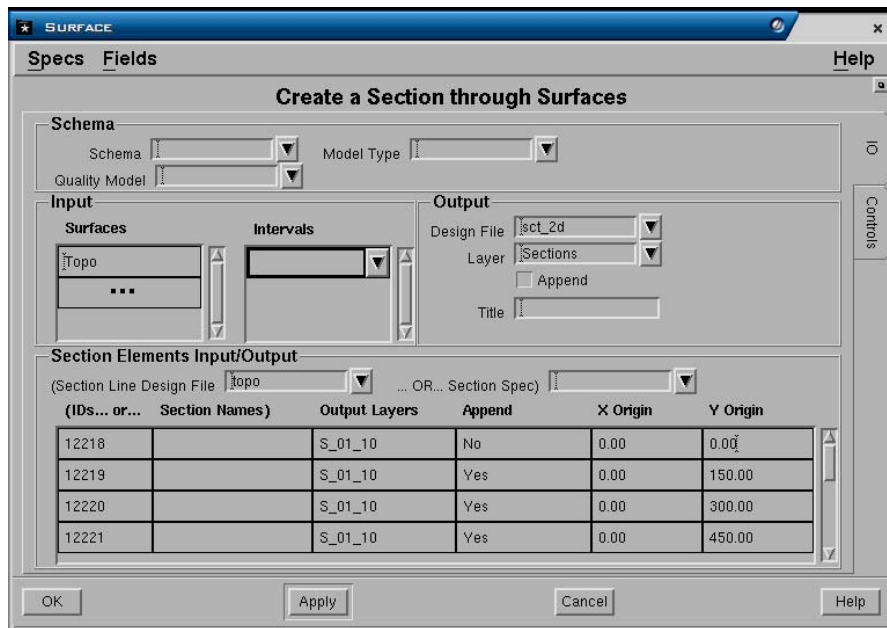 SURFACE
Specs Fields Help
Create a Section through Surfaces
Schema
Schema Model Type
Quality Model
IO
Controls
Input
Surfaces Intervals
Topo
...
Output
Design File sct_2d
Layer Sections
Append
Title
Section Elements Input/Output
(Section Line Design File topo ... OR... Section Spec)
(IDs... or... Section Names) Output Layers Append X Origin Y Origin
12218 S_01_10 No 0.00 0.00
12219 S_01_10 Yes 0.00 150.00
12220 S_01_10 Yes 0.00 300.00
12221 S_01_10 Yes 0.00 450.00
OK Apply Cancel Help